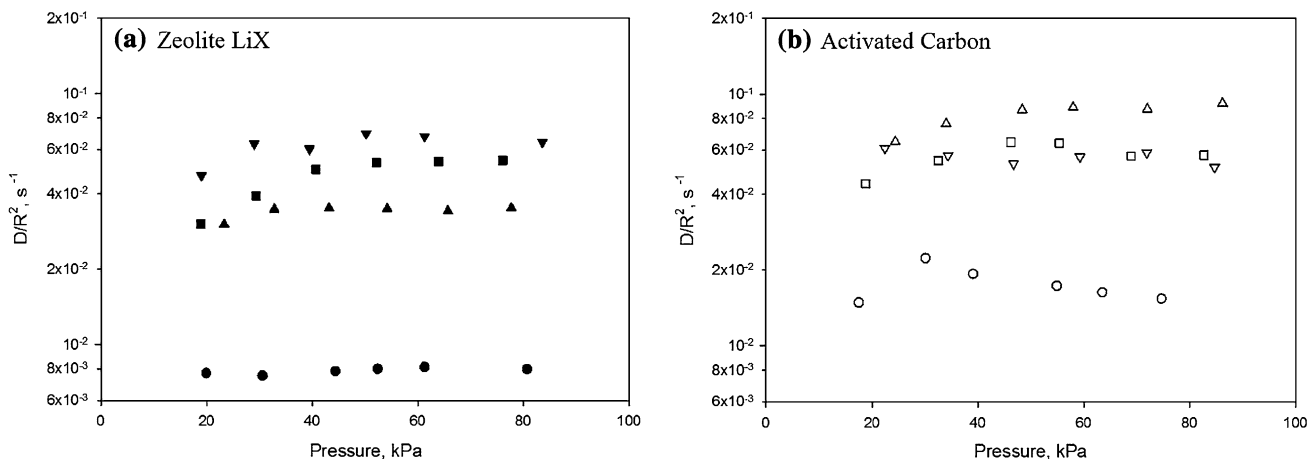 (a) Zeolite LiX
D/R², s⁻¹
2x10⁻¹
10⁻¹
8x10⁻²
6x10⁻²
4x10⁻²
2x10⁻²
10⁻²
8x10⁻³
6x10⁻³
0 20 40 60 80 100
Pressure, kPa
(b) Activated Carbon
D/R², s⁻¹
2x10⁻¹
10⁻¹
8x10⁻²
6x10⁻²
4x10⁻²
2x10⁻²
10⁻²
8x10⁻³
6x10⁻³
0 20 40 60 80 100
Pressure, kPa